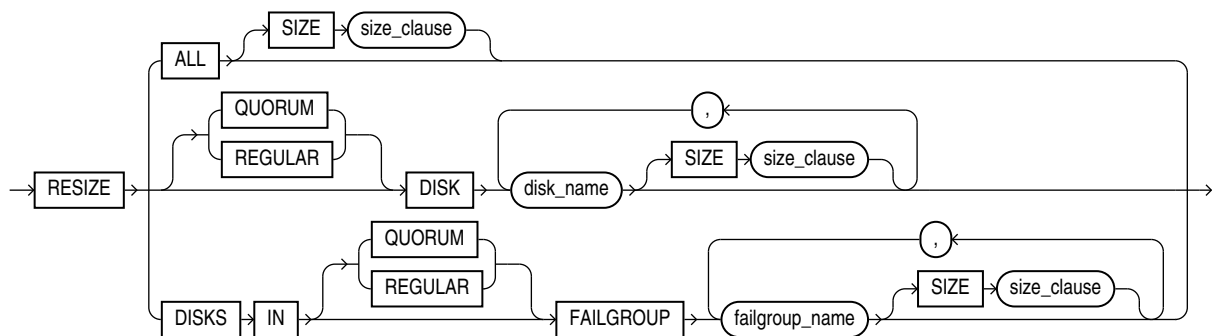 SIZE size_clause
ALL
QUORUM ,
REGULAR SIZE size_clause
RESIZE DISK disk_name
QUORUM ,
REGULAR SIZE size_clause
DISKS IN FAILGROUP failgroup_name